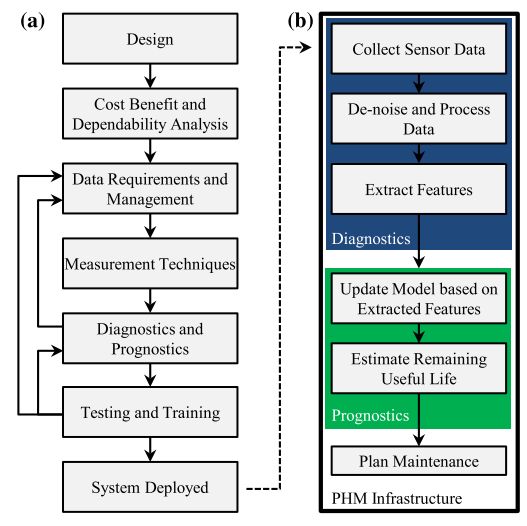 (a)
Design
Cost Benefit and
Dependability Analysis
Data Requirements and
Management
Measurement Techniques
Diagnostics and
Prognostics
Testing and Training
System Deployed
(b)
Collect Sensor Data
De-noise and Process
Data
Extract Features
Diagnostics
Update Model based on
Extracted Features
Estimate Remaining
Useful Life
Prognostics
Plan Maintenance
PHM Infrastructure